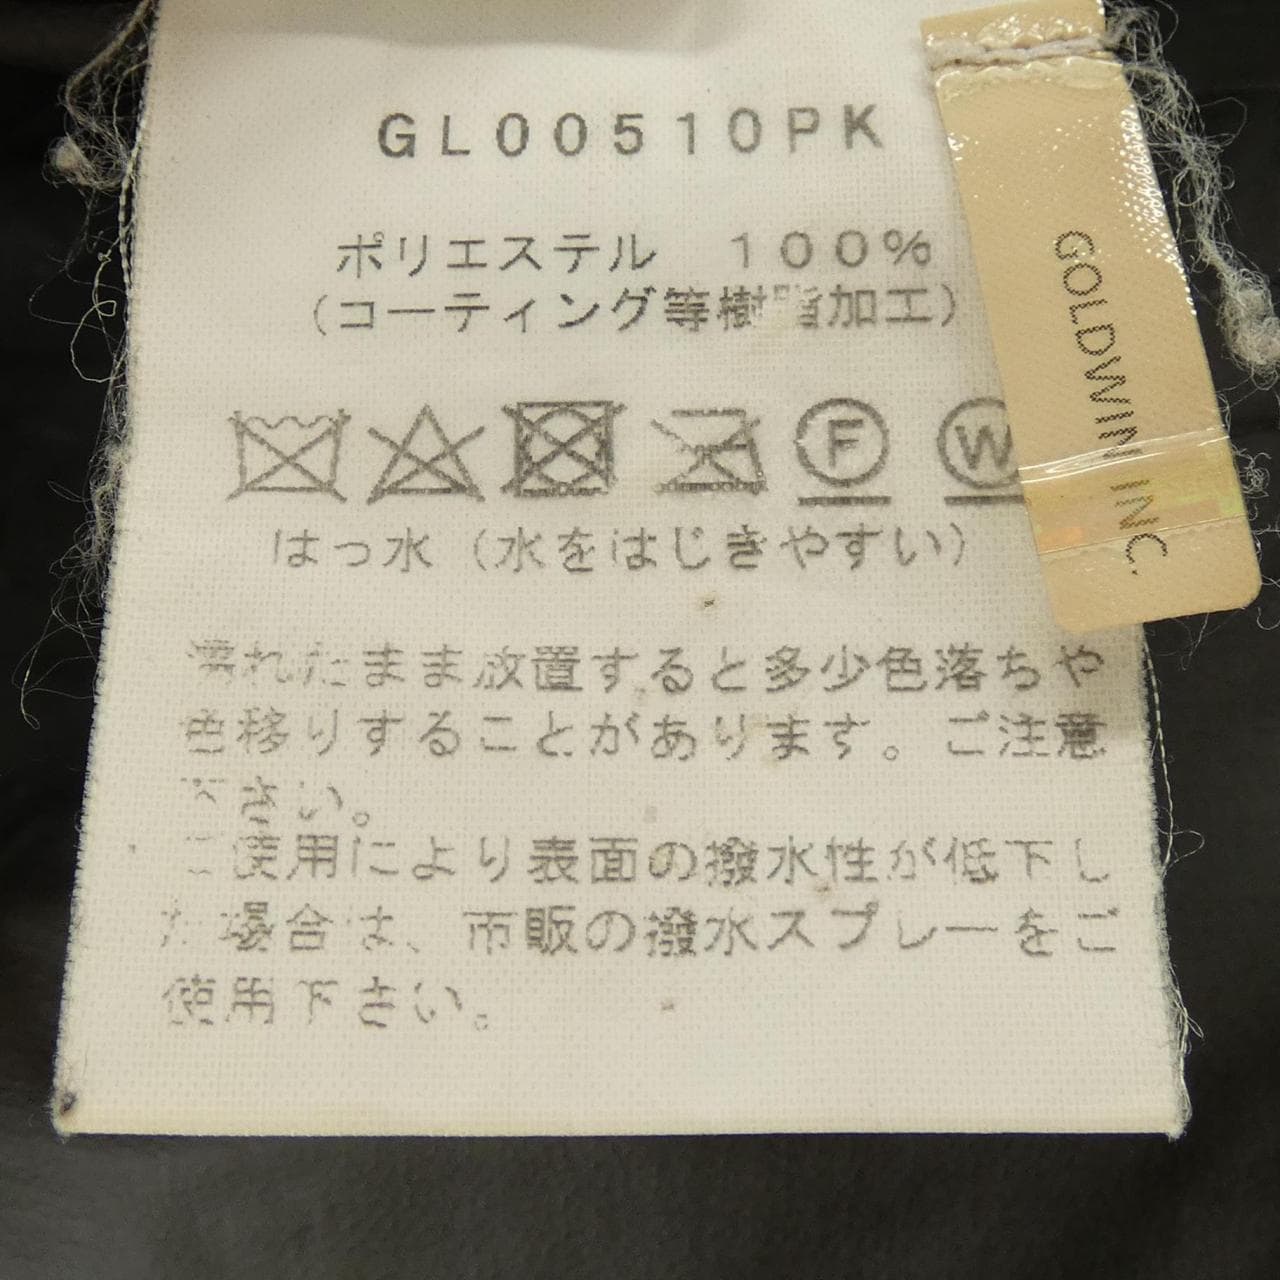 GL00510PK
ポリエステル 100%
(コーティング等樹脂加工)
F W
はっ水(水をはじきやすい)
濡れたまま放置すると多少色落ちや
色移りすることがあります。ご注意
下さい。
ご使用により表面の撥水性が低下し
た場合は、市販の撥水スプレーをご
使用下さい。
GOLDWIN INC.